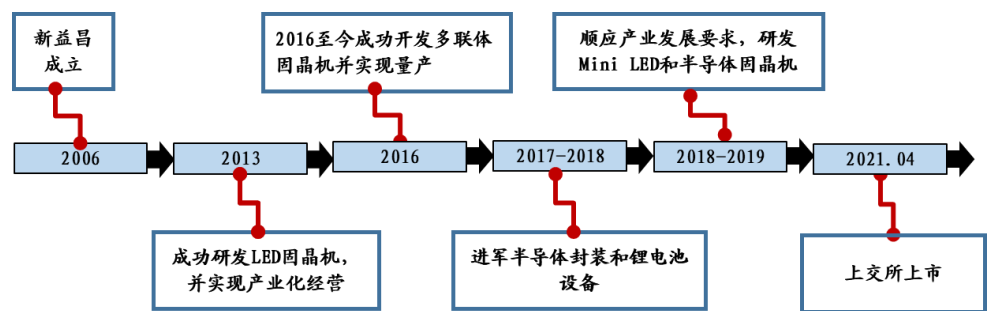 新益昌
成立
2016至今成功开发多联体
固晶机并实现量产
顺应产业发展要求，研发
Mini LED和半导体固晶机
2006
2013
2016
2017-2018
2018-2019
2021.04
成功研发LED固晶机，
并实现产业化经营
进军半导体封装和锂电池
设备
上交所上市